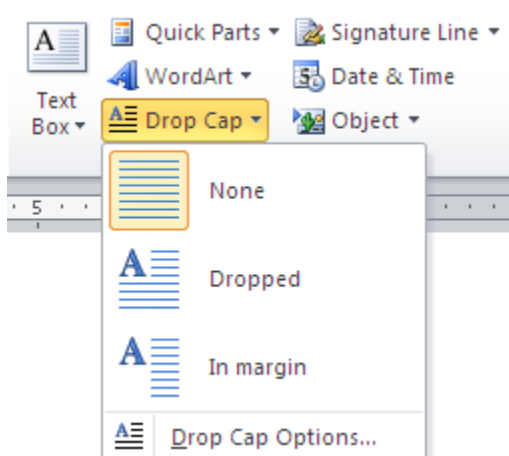 Quick Parts
Signature Line
WordArt
Date & Time
Text
Box
Drop Cap
Object
5
None
Dropped
In margin
Drop Cap Options...